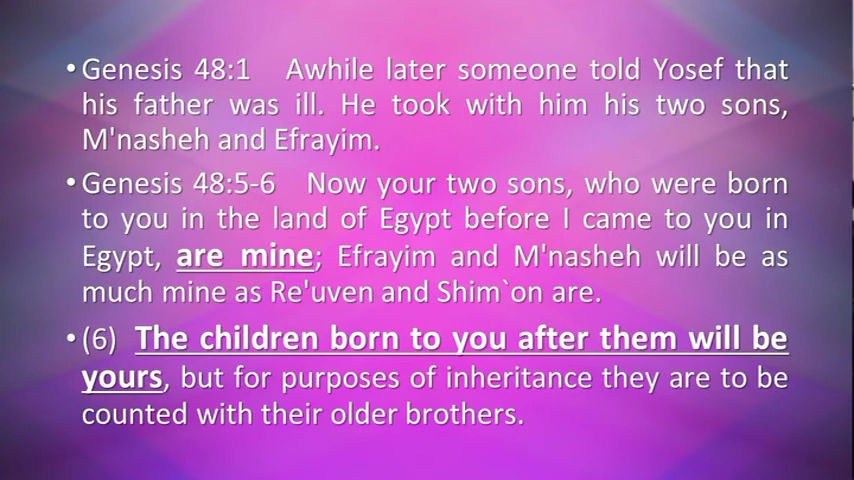 • Genesis 48:1 Awhile later someone told Yosef that
his father was ill. He took with him his two sons,
M'nasheh and Efrayim.
• Genesis 48:5-6 Now your two sons, who were born
to you in the land of Egypt before I came to you in
Egypt, are mine; Efrayim and M'nasheh will be as
much mine as Re'uven and Shim`on are.
• (6) The children born to you after them will be
yours, but for purposes of inheritance they are to be
counted with their older brothers.